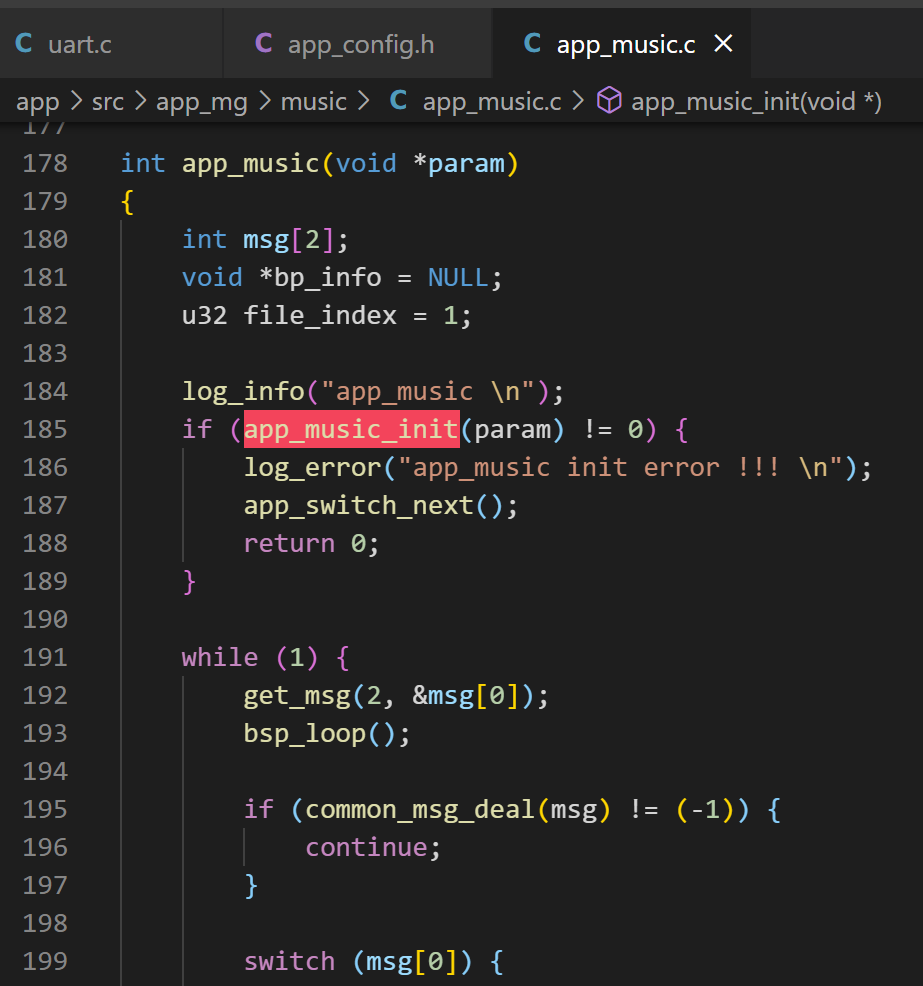 C uart.c C app_config.h C app_music.c ×
app > src > app_mg > music > C app_music.c > app_music_init(void *)
177
178 int app_music(void *param)
179 {
180 int msg[2];
181 void *bp_info = NULL;
182 u32 file_index = 1;
183
184 log_info("app_music \n");
185 if (app_music_init(param) != 0) {
186 log_error("app_music init error !!! \n");
187 app_switch_next();
188 return 0;
189 }
190
191 while (1) {
192 get_msg(2, &msg[0]);
193 bsp_loop();
194
195 if (common_msg_deal(msg) != (-1)) {
196 continue;
197 }
198
199 switch (msg[0]) {